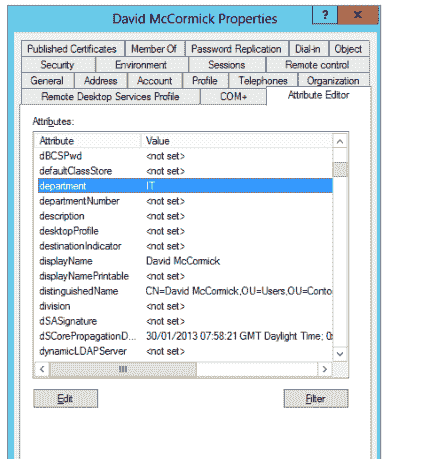 David McCormick Properties
? x
Published Certificates Member Of Password Replication Dial-in Object
Security Environment Sessions Remote control
General Address Account Profile Telephones Organization
Remote Desktop Services Profile COM+ Attribute Editor
Attributes:
Attribute Value
dBCSPwd <not set>
defaultClassStore <not set>
department IT
departmentNumber <not set>
description <not set>
desktopProfile <not set>
destinationIndicator <not set>
displayName David McCormick
displayNamePrintable <not set>
distinguishedName CN=David McCormick,OU=Users,OU=Conto
division <not set>
dSASignature <not set>
dSCorePropagationD... 30/01/2013 07:58:21 GMT Daylight Time; 0
dynamicLDAPServer <not set>
Edit Filter